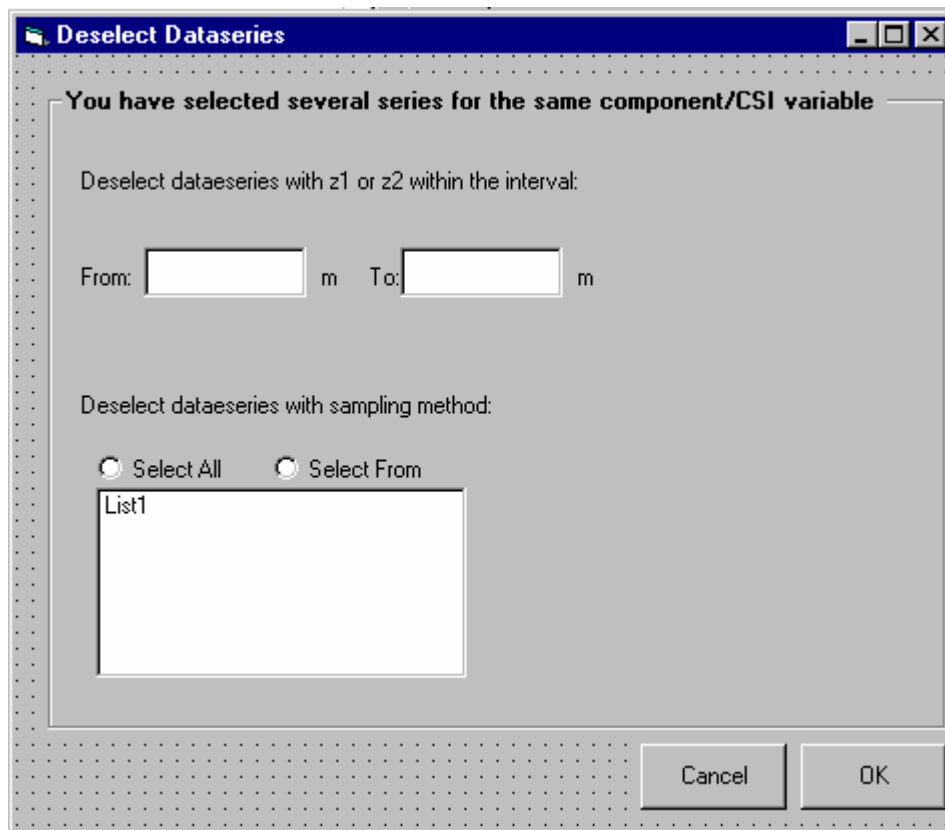 Deselect Dataseries
You have selected several series for the same component/CSI variable
Deselect dataeseries with z1 or z2 within the interval:
From: m To: m
Deselect dataeseries with sampling method:
Select All Select From
List1
Cancel OK